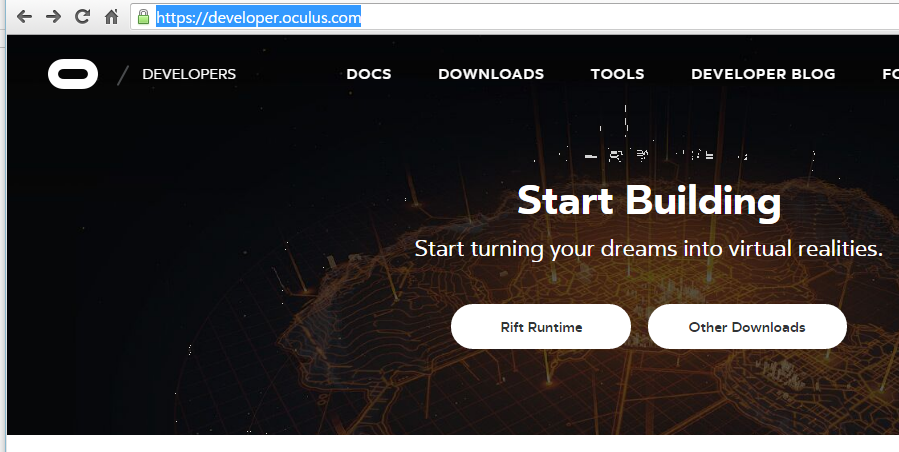 https://developer.oculus.com
DEVELOPERS DOCS DOWNLOADS TOOLS DEVELOPER BLOG
Start Building
Start turning your dreams into virtual realities.
Rift Runtime Other Downloads